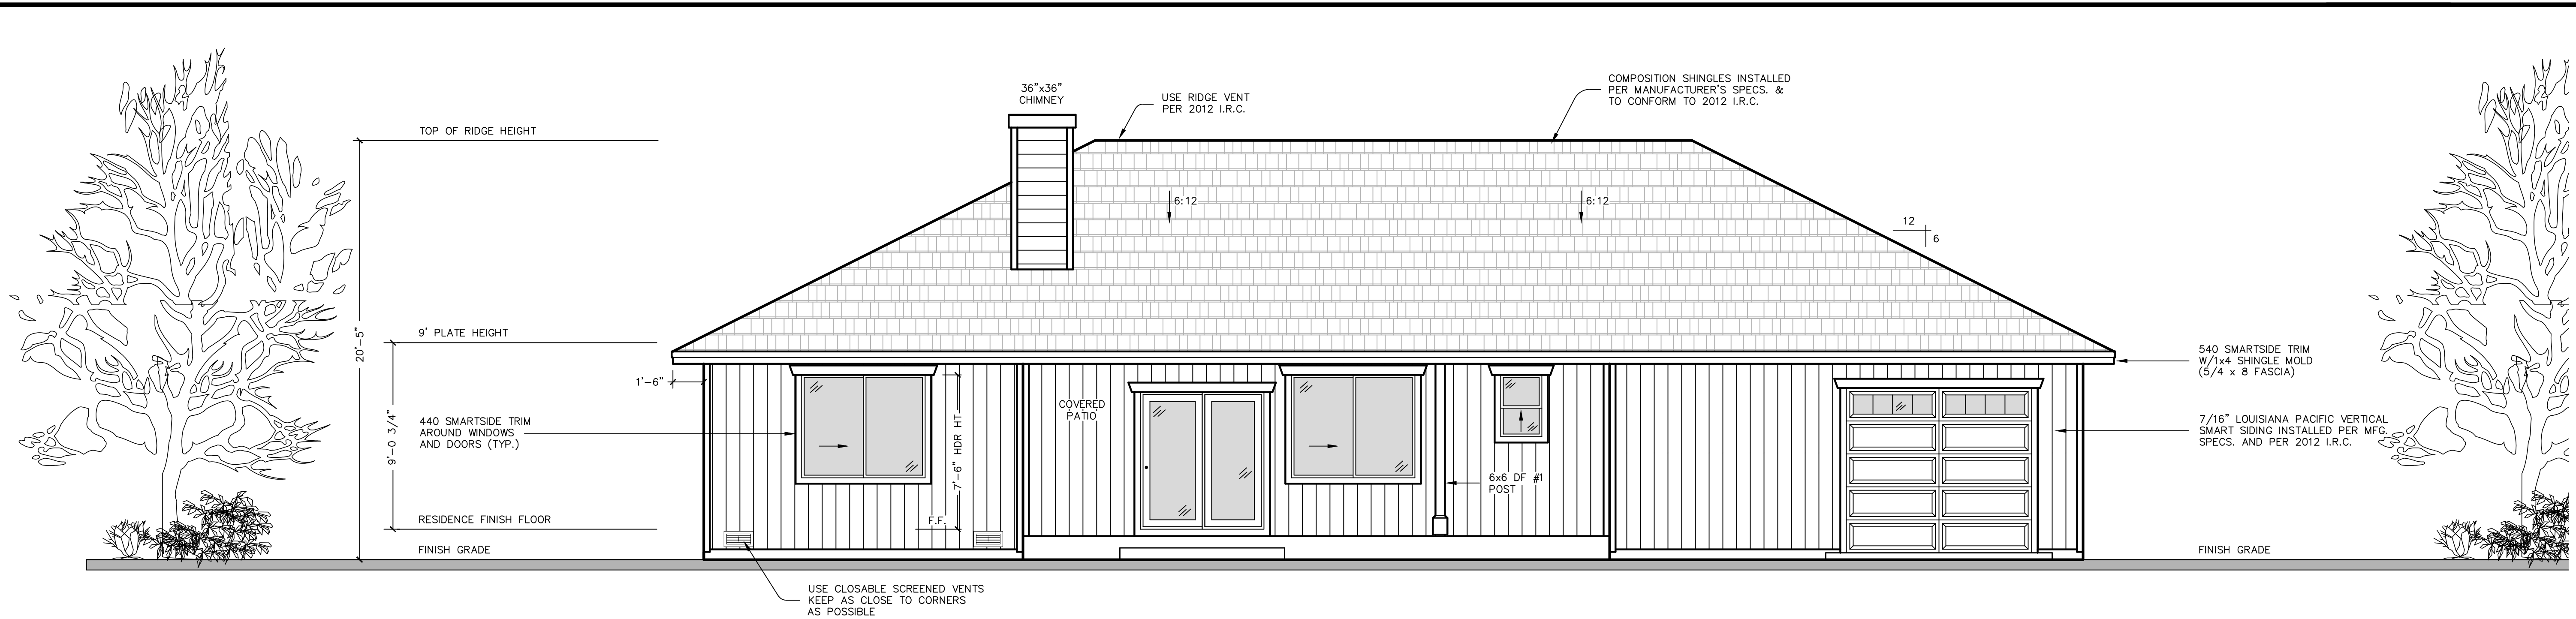 36"x36"
CHIMNEY
USE RIDGE VENT
PER 2012 I.R.C.
COMPOSITION SHINGLES INSTALLED
PER MANUFACTURER'S SPECS. &
TO CONFORM TO 2012 I.R.C.
TOP OF RIDGE HEIGHT
6:12
6:12
12
6
20'-5"
9' PLATE HEIGHT
1'-6"
9'-0 3/4"
440 SMARTSIDE TRIM
AROUND WINDOWS
AND DOORS (TYP.)
7'-6" HDR HT
F.F.
COVERED
PATIO
6x6 DF #1
POST
540 SMARTSIDE TRIM
W/1x4 SHINGLE MOLD
(5/4 x 8 FASCIA)
7/16" LOUISIANA PACIFIC VERTICAL
SMART SIDING INSTALLED PER MFG.
SPECS. AND PER 2012 I.R.C.
RESIDENCE FINISH FLOOR
FINISH GRADE
FINISH GRADE
USE CLOSABLE SCREENED VENTS
KEEP AS CLOSE TO CORNERS
AS POSSIBLE